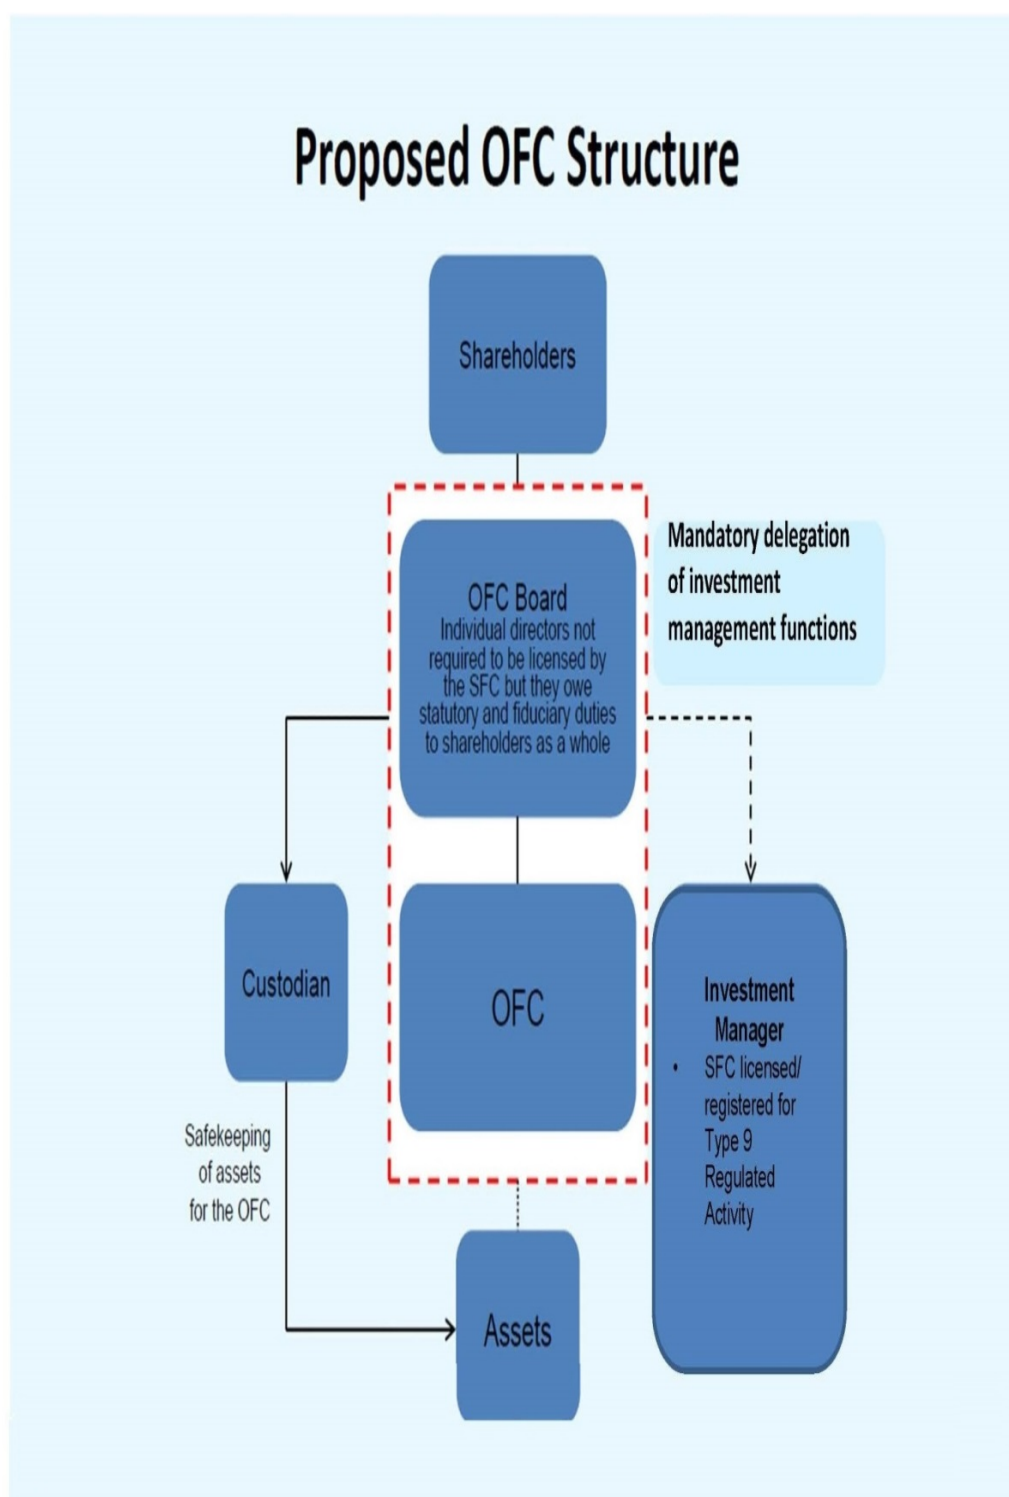 Proposed OFC Structure
Shareholders
Mandatory delegation
of investment
management functions
OFC Board
Individual directors not
required to be licensed by
the SFC but they owe
statutory and fiduciary duties
to shareholders as a whole
Custodian
OFC
Investment
Manager
• SFC licensed/
registered for
Type 9
Regulated
Activity
Safekeeping
of assets
for the OFC
Assets